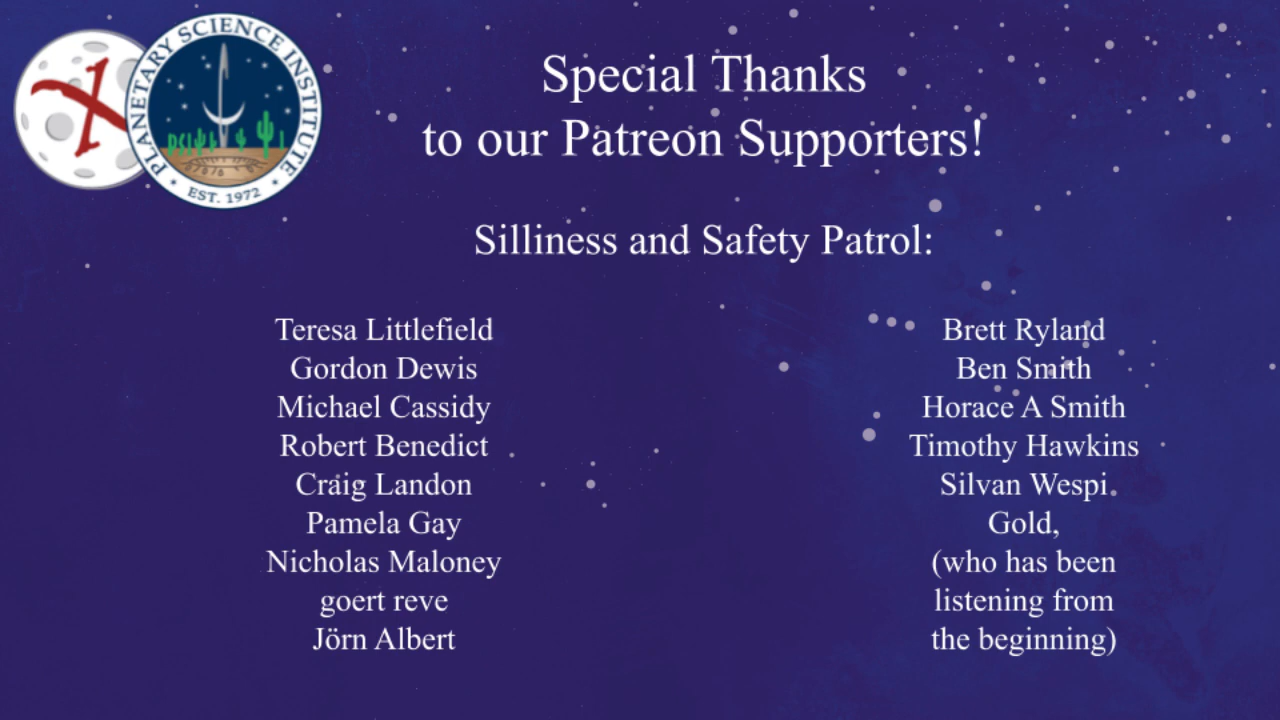 PLANETARY SCIENCE INSTITUTE
PSI
EST. 1972
X
Special Thanks
to our Patreon Supporters!
Silliness and Safety Patrol:
Teresa Littlefield
Gordon Dewis
Michael Cassidy
Robert Benedict
Craig Landon
Pamela Gay
Nicholas Maloney
goert reve
Jörn Albert
Brett Ryland
Ben Smith
Horace A Smith
Timothy Hawkins
Silvan Wespi
Gold,
(who has been
listening from
the beginning)